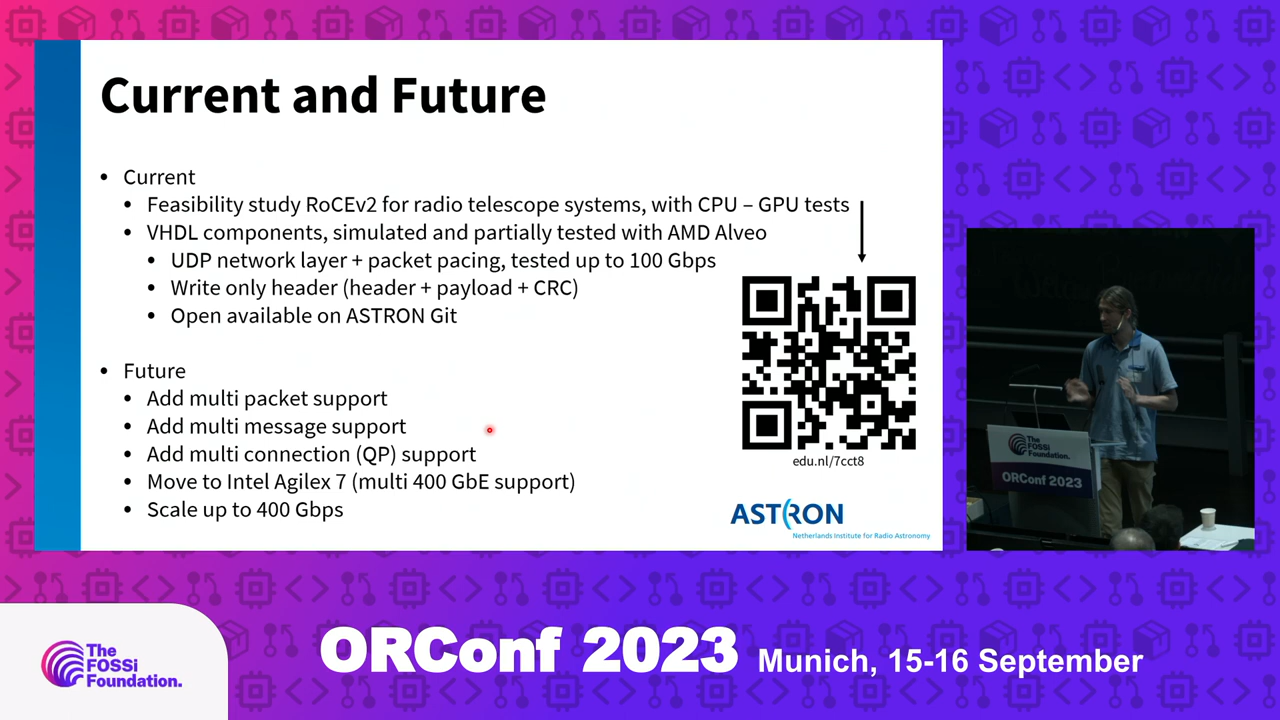 Current and Future
• Current
• Feasibility study RoCEv2 for radio telescope systems, with CPU – GPU tests
• VHDL components, simulated and partially tested with AMD Alveo
• UDP network layer + packet pacing, tested up to 100 Gbps
• Write only header (header + payload + CRC)
• Open available on ASTRON Git
• Future
• Add multi packet support
• Add multi message support
• Add multi connection (QP) support
• Move to Intel Agilex 7 (multi 400 GbE support)
• Scale up to 400 Gbps
edu.nl/7cct8
ASTRON
Netherlands Institute for Radio Astronomy
The
FOSSi
Foundation.
ORConf 2023
The
FOSSi
Foundation.
ORConf 2023 Munich, 15-16 September